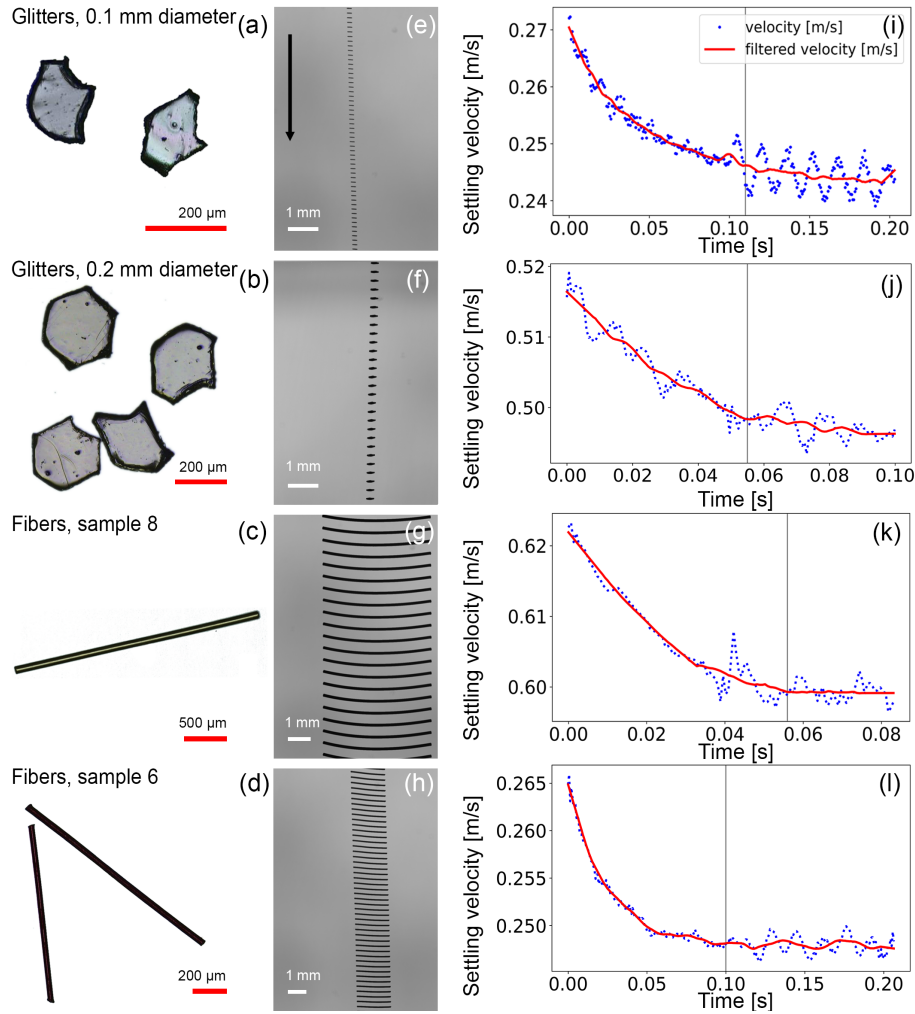 Glitters, 0.1 mm diameter
(a)
200 µm
(e)
1 mm
Settling velocity [m/s]
0.27
0.26
0.25
0.24
(i)
velocity [m/s]
filtered velocity [m/s]
0.00 0.05 0.10 0.15 0.20
Time [s]
Glitters, 0.2 mm diameter
(b)
200 µm
(f)
1 mm
Settling velocity [m/s]
0.52
0.51
0.50
(j)
0.00 0.02 0.04 0.06 0.08 0.10
Time [s]
Fibers, sample 8
(c)
500 µm
(g)
1 mm
Settling velocity [m/s]
0.62
0.61
0.60
(k)
0.00 0.02 0.04 0.06 0.08
Time [s]
Fibers, sample 6
(d)
200 µm
(h)
1 mm
Settling velocity [m/s]
0.265
0.260
0.255
0.250
(l)
0.00 0.05 0.10 0.15 0.20
Time [s]